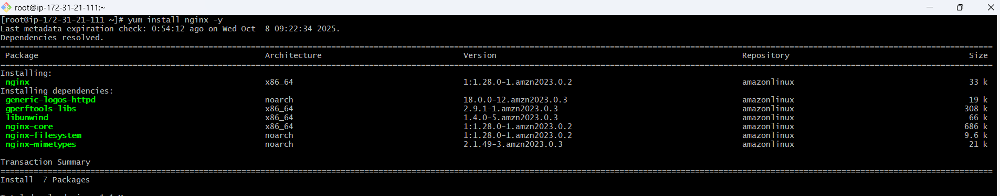 root@ip-172-31-21-111:~
[root@ip-172-31-21-111 ~]# yum install nginx -y
Last metadata expiration check: 0:54:12 ago on Wed Oct  8 09:22:34 2025.
Dependencies resolved.
================================================================================
Package Architecture Version Repository Size
================================================================================
Installing:
nginx x86_64 1:1.28.0-1.amzn2023.0.2 amazonlinux 33 k
Installing dependencies:
generic-logos-httpd noarch 18.0.0-12.amzn2023.0.3 amazonlinux 19 k
gperftools-libs x86_64 2.9.1-1.amzn2023.0.3 amazonlinux 308 k
libunwind x86_64 1.4.0-5.amzn2023.0.3 amazonlinux 66 k
nginx-core x86_64 1:1.28.0-1.amzn2023.0.2 amazonlinux 686 k
nginx-filesystem noarch 1:1.28.0-1.amzn2023.0.2 amazonlinux 9.6 k
nginx-mimetypes noarch 2.1.49-3.amzn2023.0.3 amazonlinux 21 k
Transaction Summary
================================================================================
Install  7 Packages